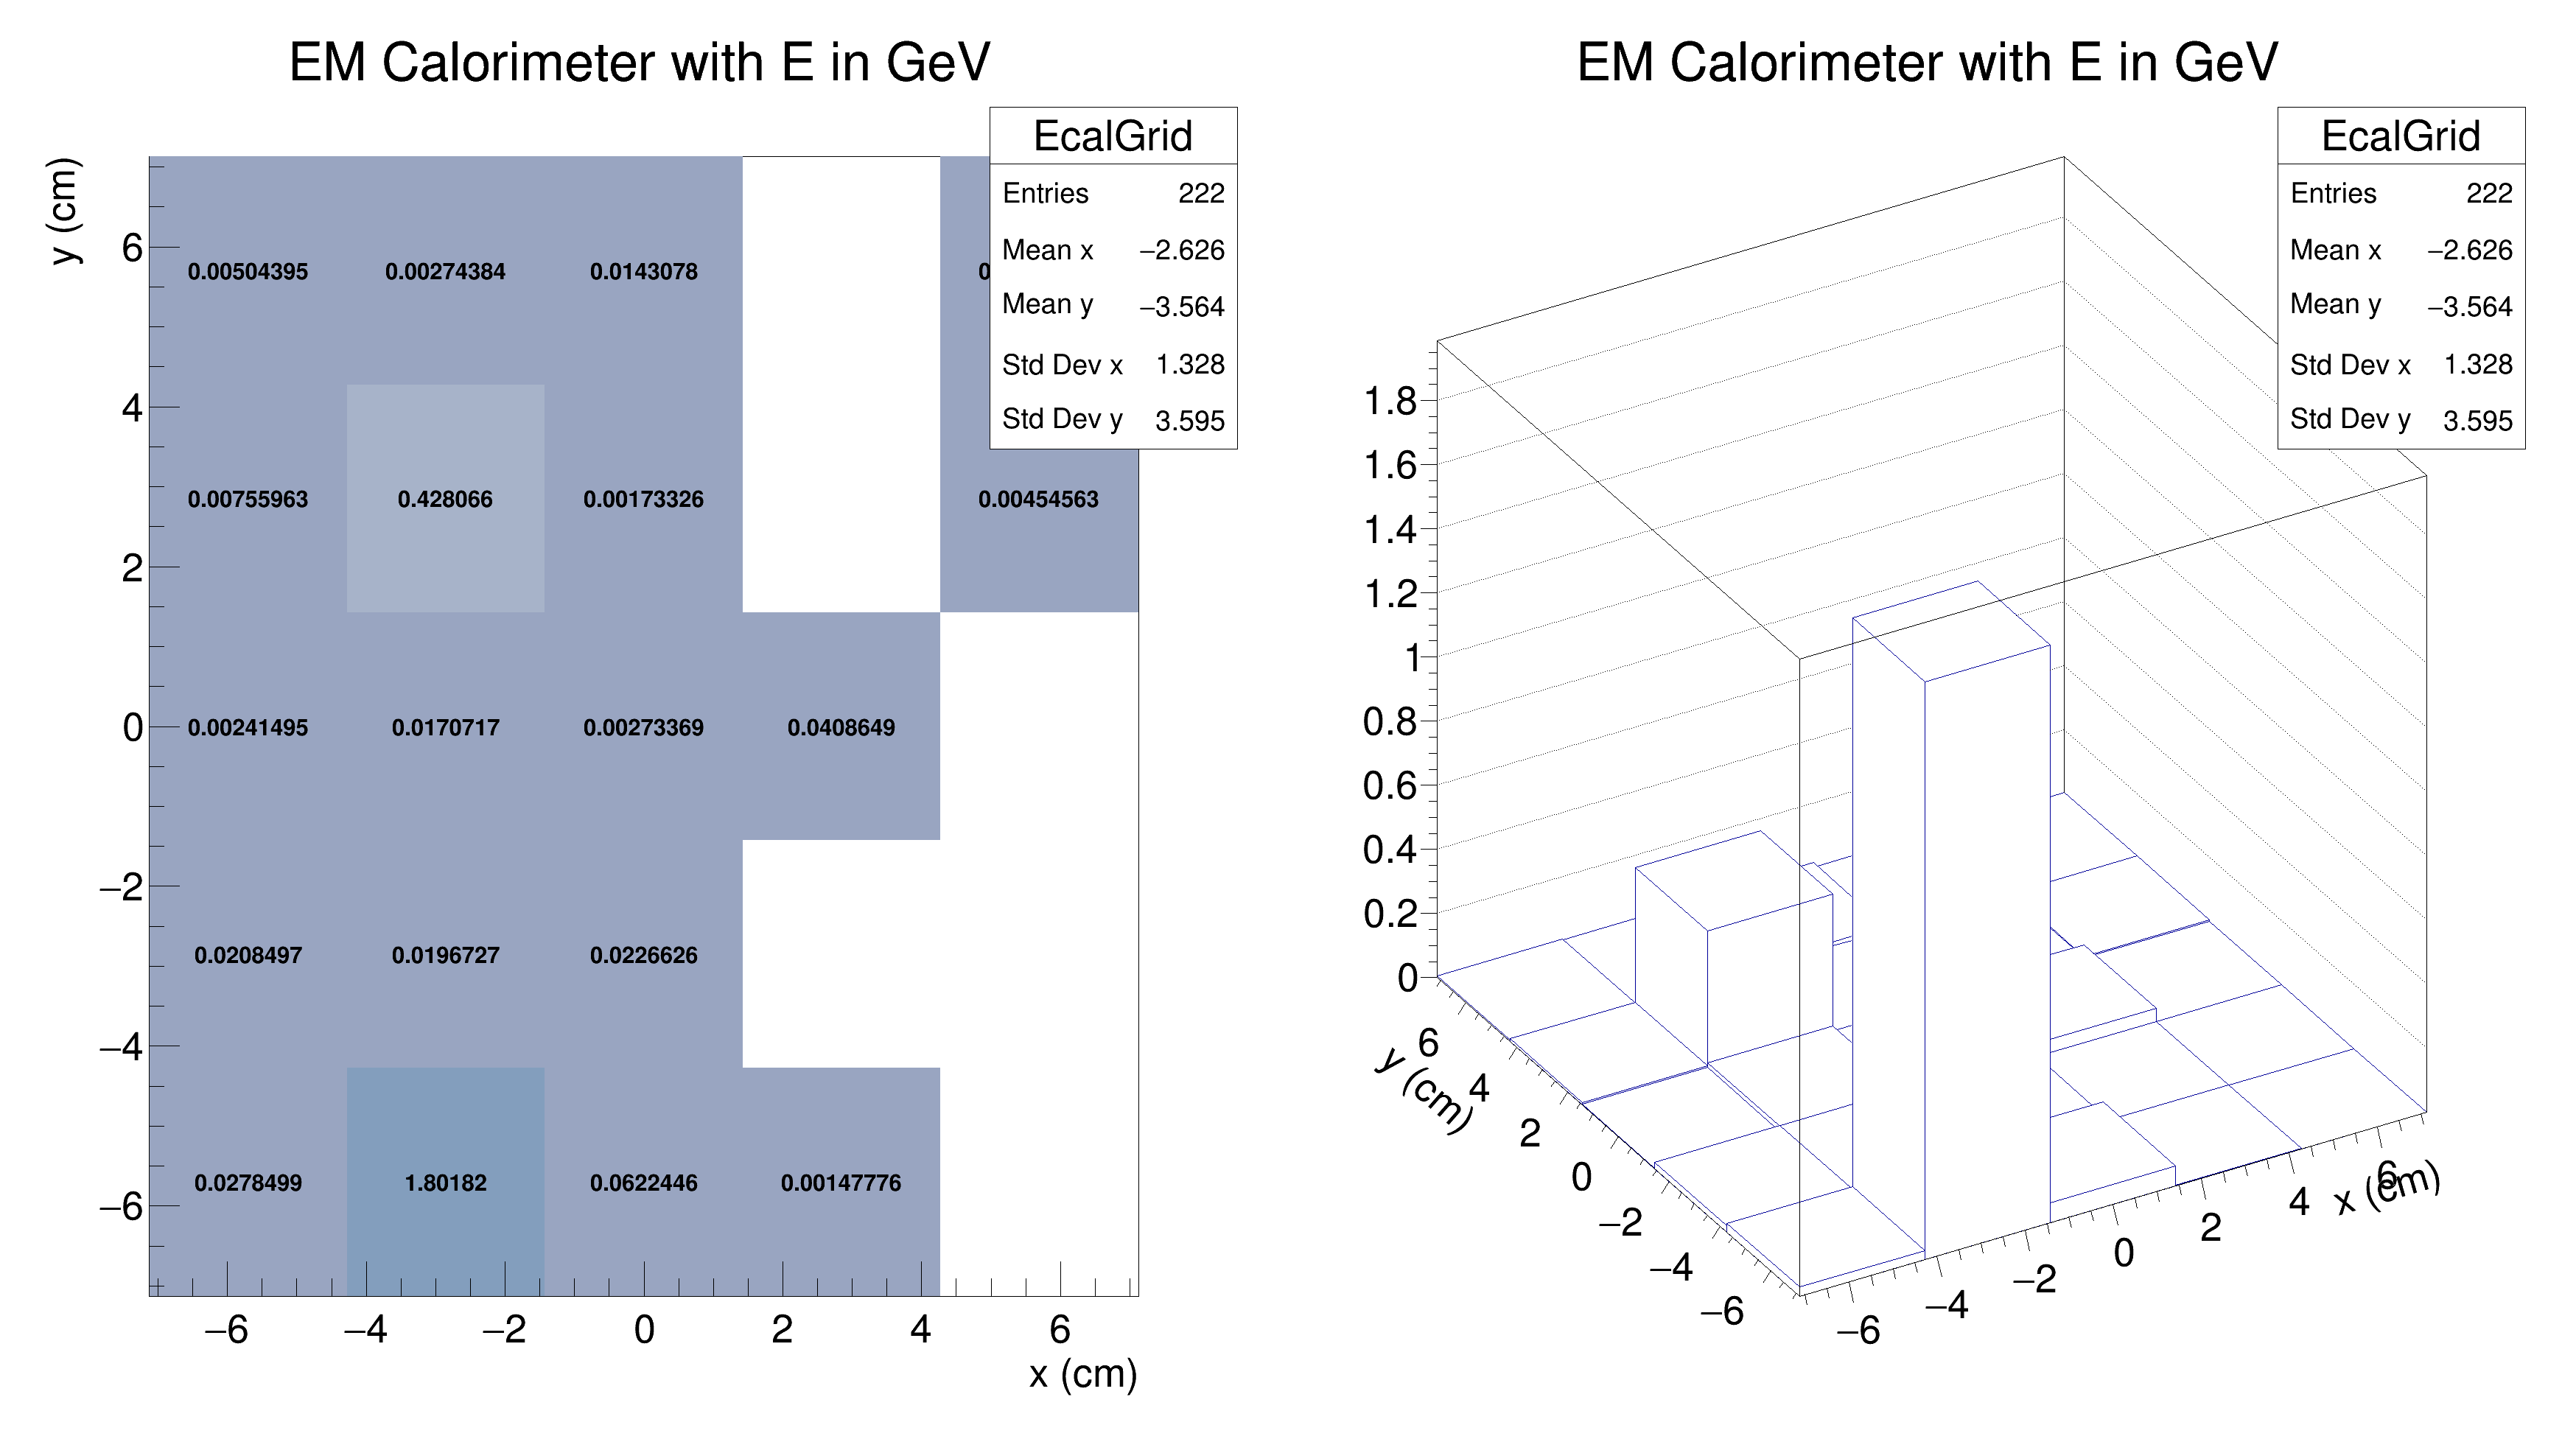 EM Calorimeter with E in GeV
EcalGrid
Entries 222
Mean x −2.626
Mean y −3.564
Std Dev x 1.328
Std Dev y 3.595
y (cm)
6
4
2
0
−2
−4
−6
0.00504395 0.00274384 0.0143078
0.00755963 0.428066 0.00173326 0.00454563
0.00241495 0.0170717 0.00273369 0.0408649
0.0208497 0.0196727 0.0226626
0.0278499 1.80182 0.0622446 0.00147776
−6 −4 −2 0 2 4 6
x (cm)
EM Calorimeter with E in GeV
EcalGrid
Entries 222
Mean x −2.626
Mean y −3.564
Std Dev x 1.328
Std Dev y 3.595
1.8
1.6
1.4
1.2
1
0.8
0.6
0.4
0.2
0
6
4
2
0
−2
−4
−6
y (cm)
−6
−4
−2
0
2
4
6
x (cm)